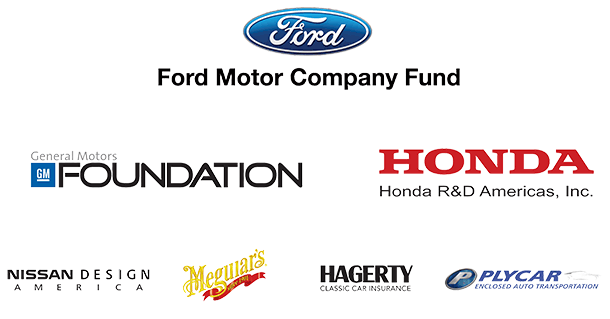 Ford
Ford Motor Company Fund
General Motors
GM FOUNDATION
HONDA
Honda R&D Americas, Inc.
NISSAN DESIGN
AMERICA
Meguiar's
HAGERTY
CLASSIC CAR INSURANCE
P PLYCAR
ENCLOSED AUTO TRANSPORTATION